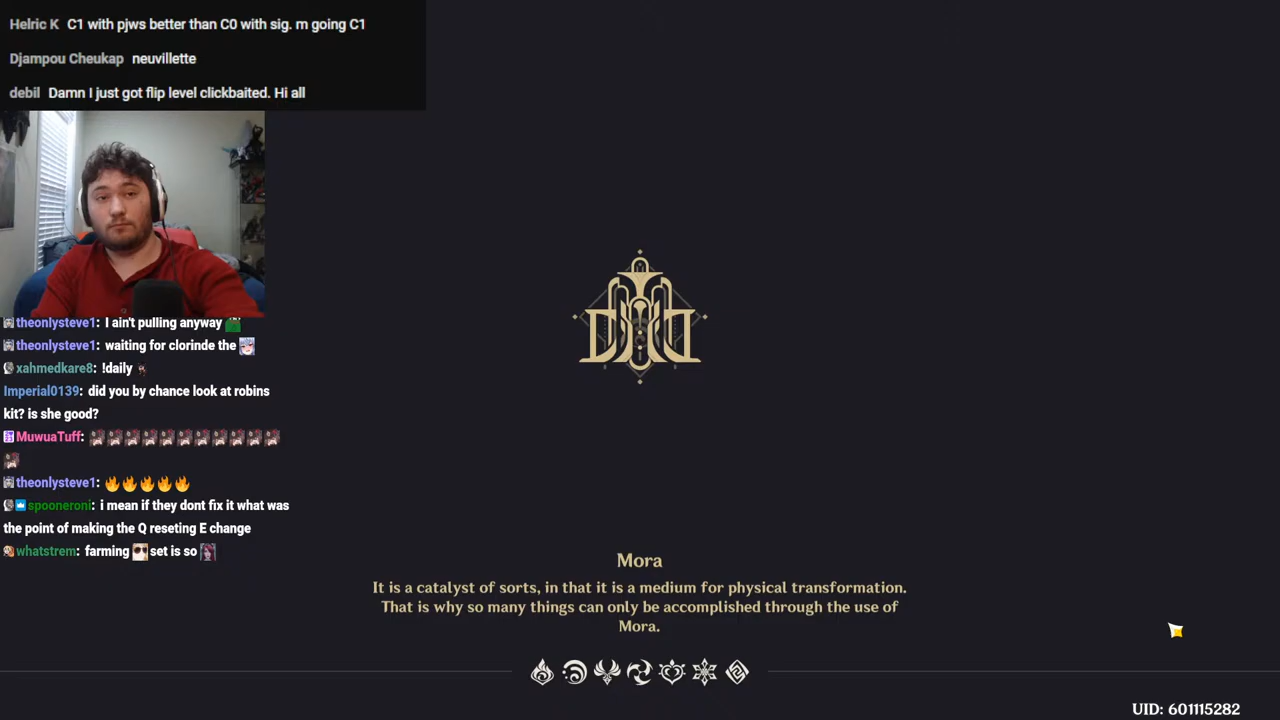 Helric K C1 with pjws better than C0 with sig. m going C1
Djampou Cheukap neuvillette
debil Damn I just got flip level clickbaited. Hi all
theonlysteve1: I ain't pulling anyway
theonlysteve1: waiting for clorinde the
xahmedkare8: !daily
Imperial0139: did you by chance look at robins
kit? is she good?
MuwuaTuff:
theonlysteve1: 🔥🔥🔥🔥🔥
spooneroni: i mean if they dont fix it what was
the point of making the Q reseting E change
whatstrem: farming set is so
Mora
It is a catalyst of sorts, in that it is a medium for physical transformation.
That is why so many things can only be accomplished through the use of
Mora.
UID: 601115282